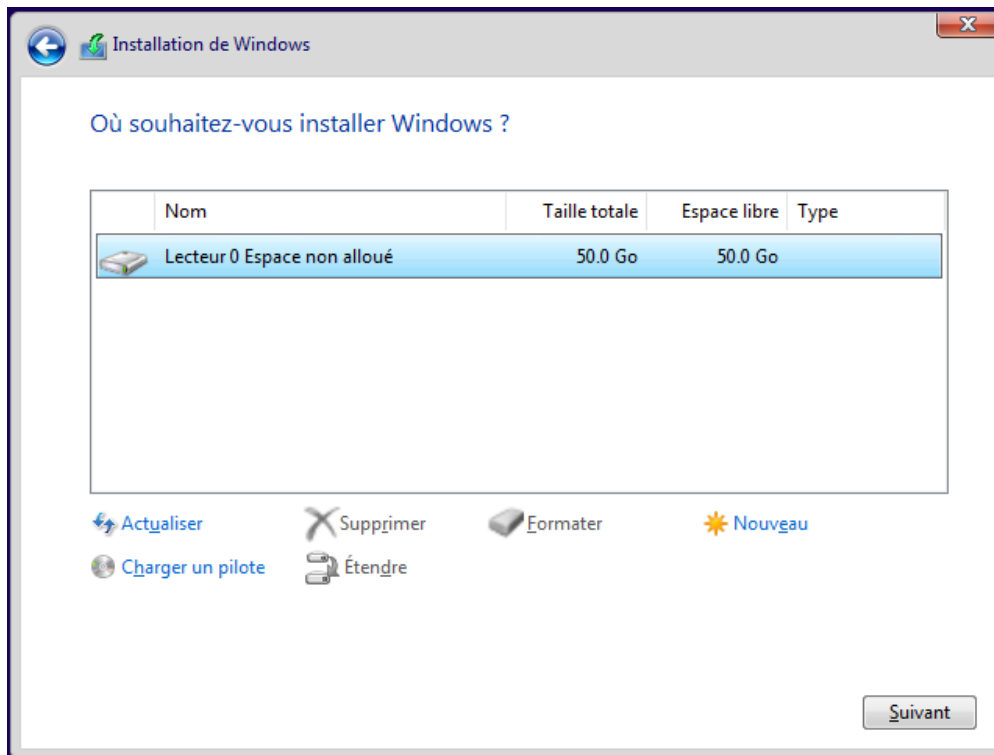 Installation de Windows
Où souhaitez-vous installer Windows ?
Nom Taille totale Espace libre Type
Lecteur 0 Espace non alloué 50.0 Go 50.0 Go
Actualiser Supprimer Formater Nouveau
Charger un pilote Étendre
Suivant